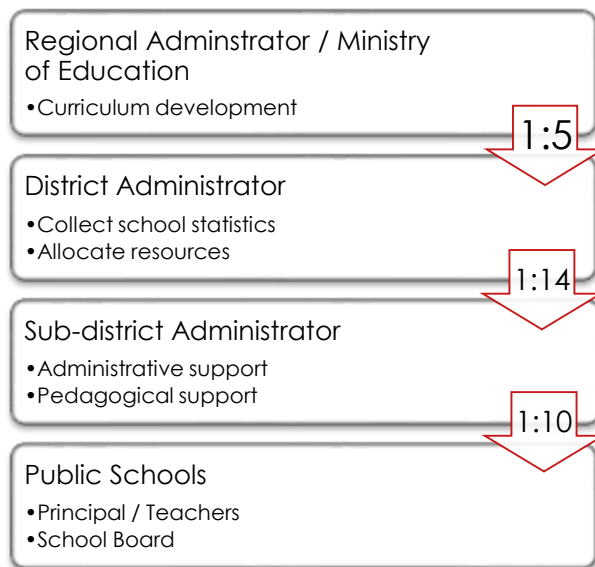 Regional Adminstrator / Ministry
of Education
•Curriculum development
1:5
District Administrator
•Collect school statistics
•Allocate resources
1:14
Sub-district Administrator
•Administrative support
•Pedagogical support
1:10
Public Schools
•Principal / Teachers
•School Board